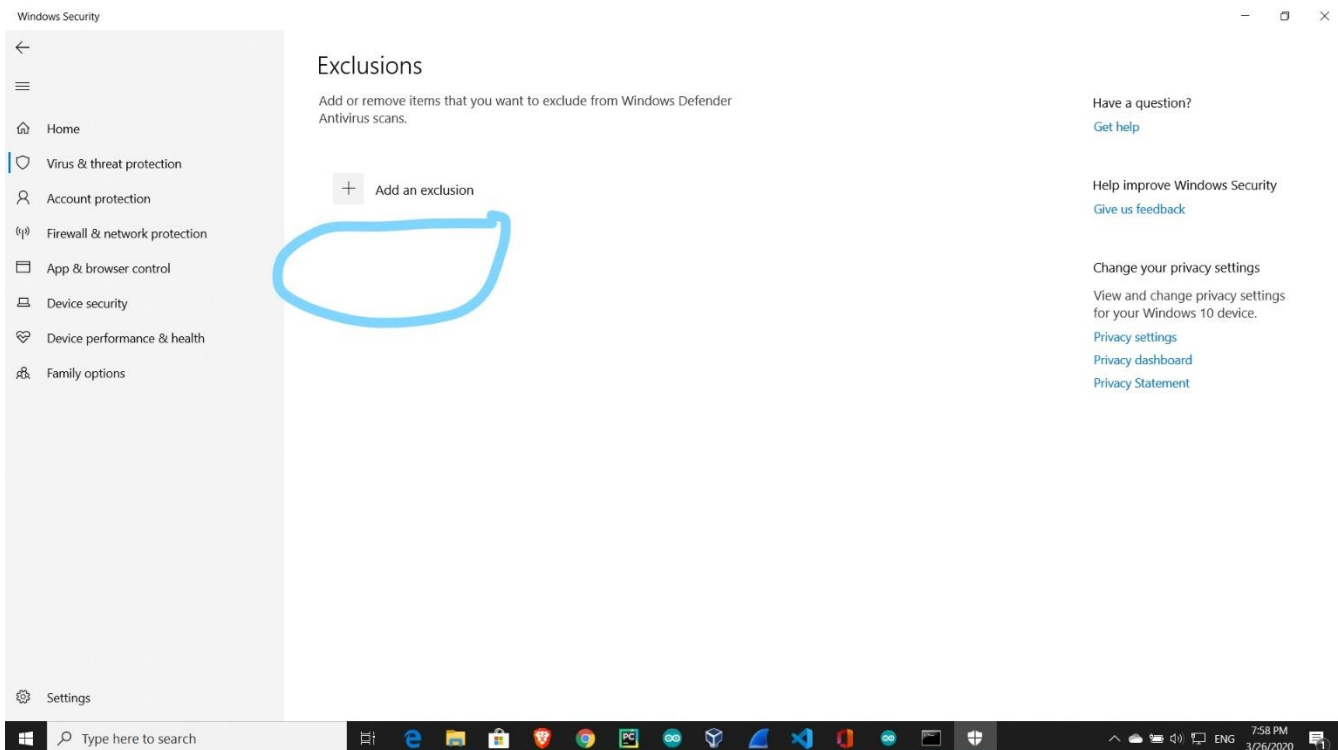 Windows Security
Home
Virus & threat protection
Account protection
Firewall & network protection
App & browser control
Device security
Device performance & health
Family options
Settings
Exclusions
Add or remove items that you want to exclude from Windows Defender
Antivirus scans.
Add an exclusion
Have a question?
Get help
Help improve Windows Security
Give us feedback
Change your privacy settings
View and change privacy settings
for your Windows 10 device.
Privacy settings
Privacy dashboard
Privacy Statement
Type here to search
PC
ENG
7:58 PM
3/26/2020